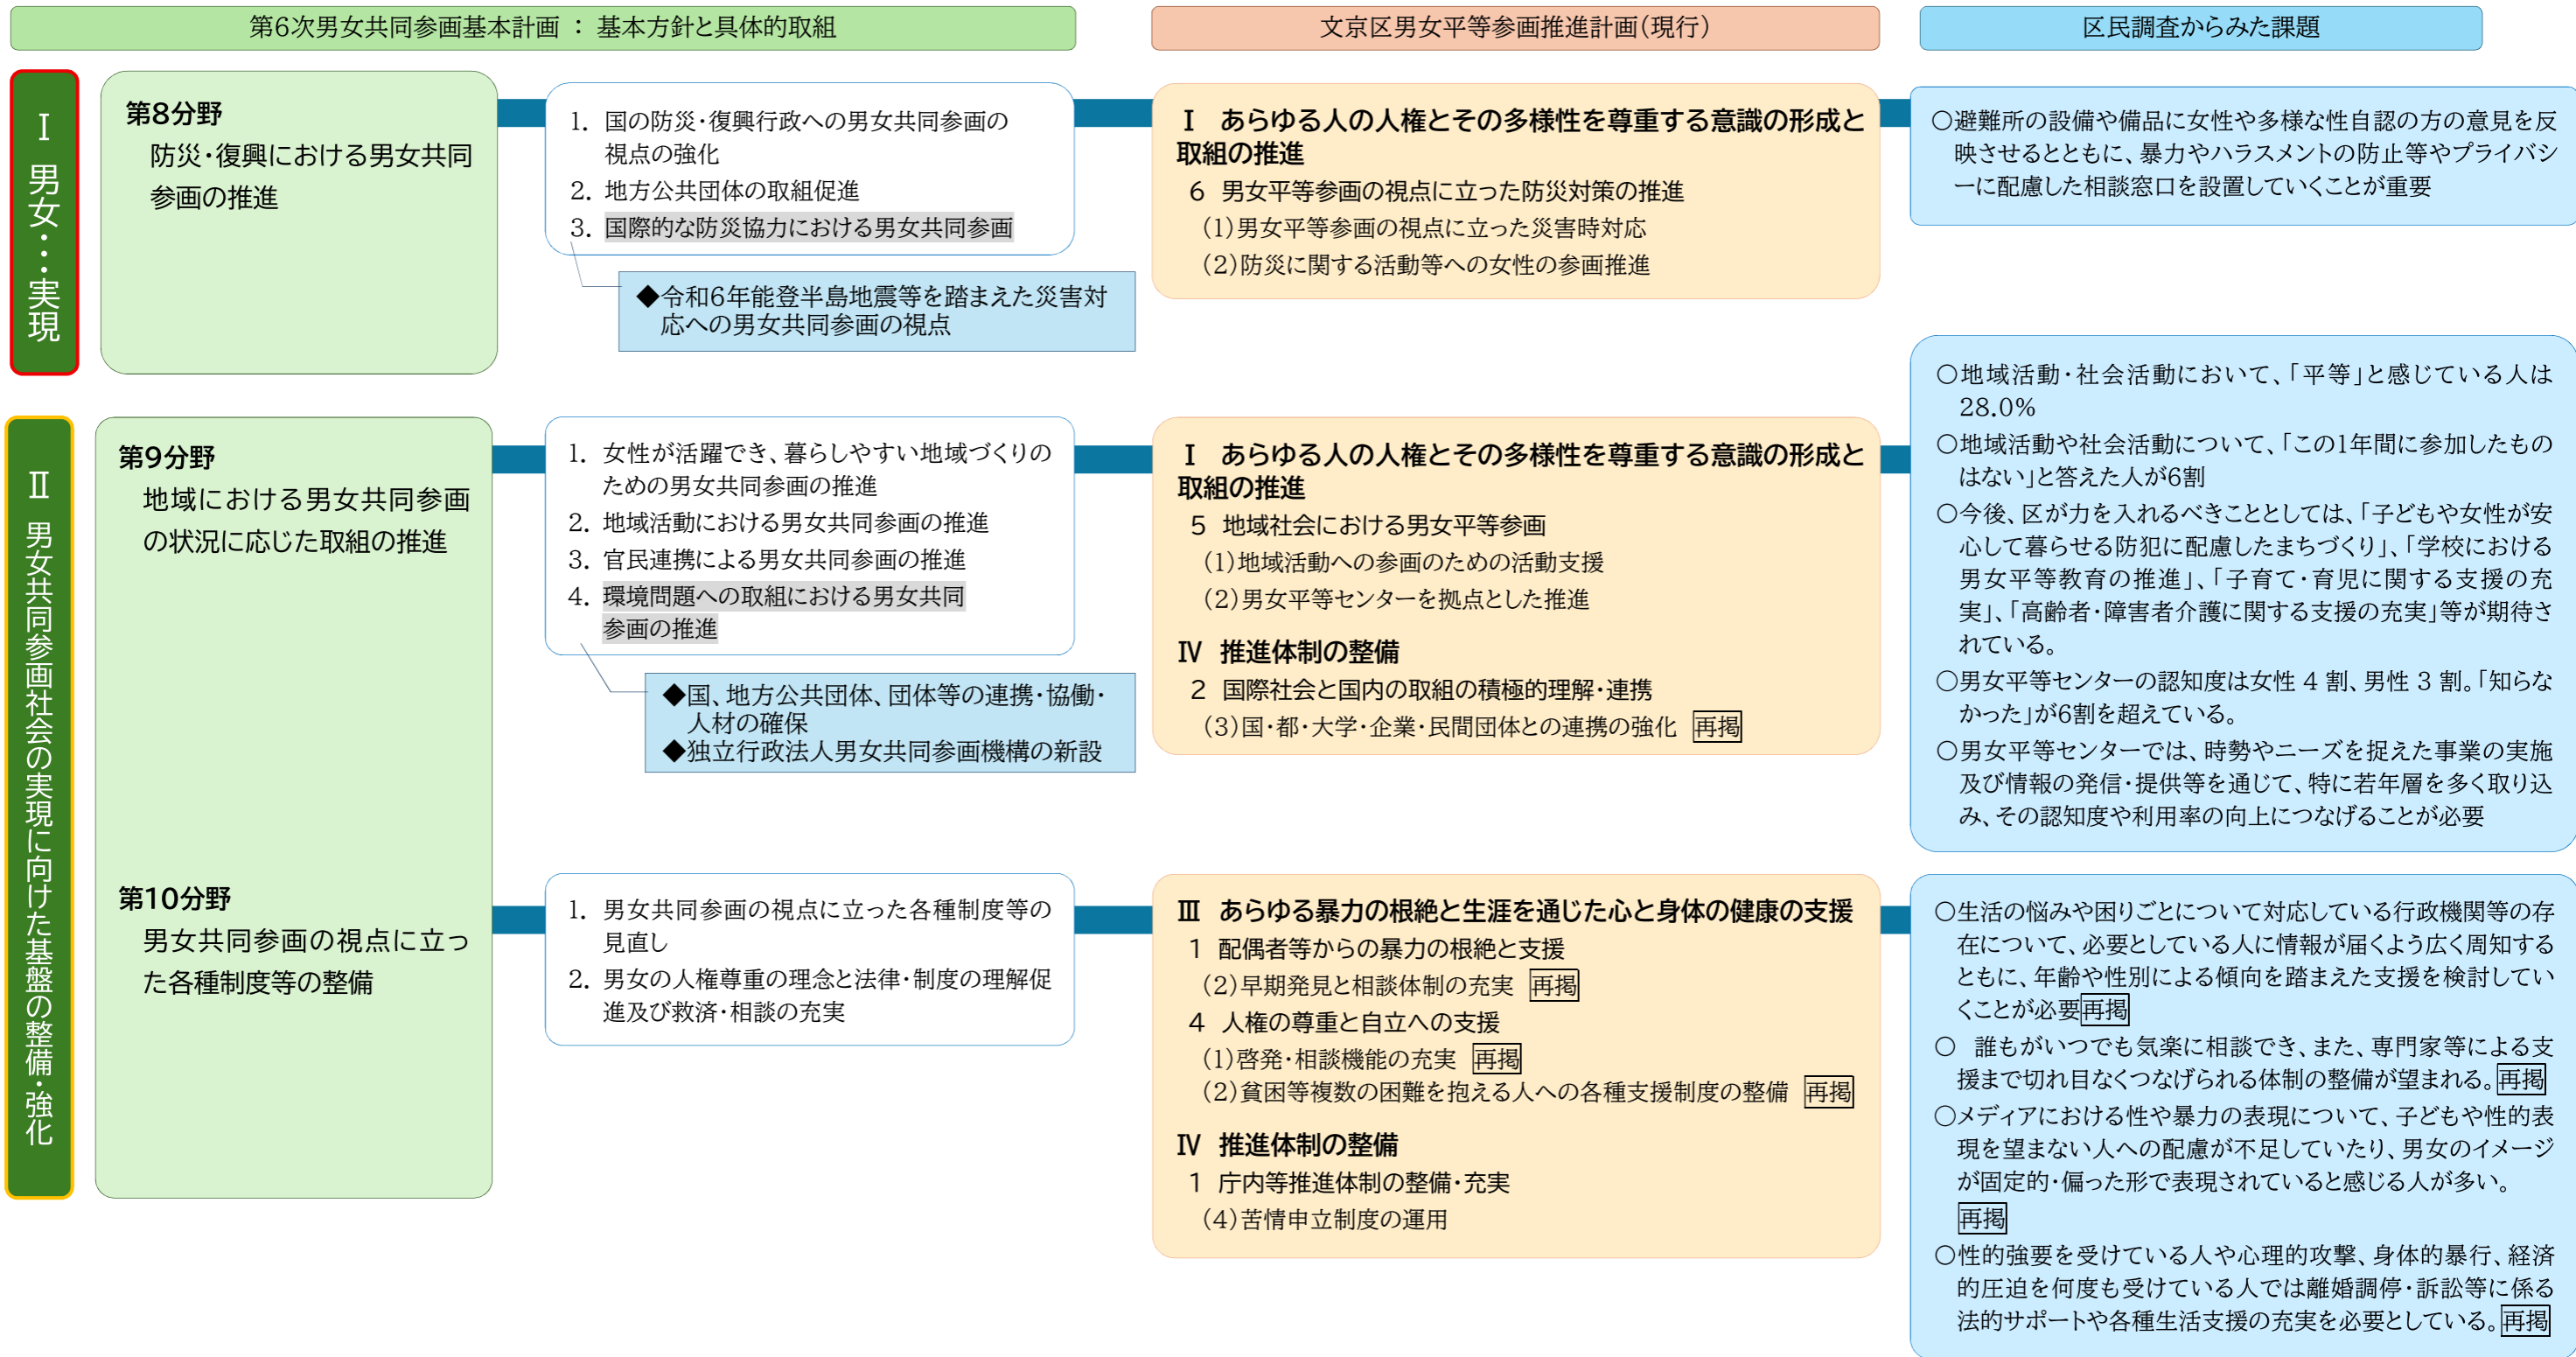 第6次男女共同参画基本計画 : 基本方針と具体的取組
文京区男女平等参画推進計画(現行)
区民調査からみた課題
Ⅰ 男女・・・実現
第8分野
防災・復興における男女共同
参画の推進
1. 国の防災・復興行政への男女共同参画の
視点の強化
2. 地方公共団体の取組促進
3. 国際的な防災協力における男女共同参画
◆令和6年能登半島地震等を踏まえた災害対
応への男女共同参画の視点
Ⅰ あらゆる人の人権とその多様性を尊重する意識の形成と
取組の推進
6 男女平等参画の視点に立った防災対策の推進
(1)男女平等参画の視点に立った災害時対応
(2)防災に関する活動等への女性の参画推進
○避難所の設備や備品に女性や多様な性自認の方の意見を反
映させるとともに、暴力やハラスメントの防止等やプライバシ
ーに配慮した相談窓口を設置していくことが重要
Ⅱ 男女共同参画社会の実現に向けた基盤の整備・強化
第9分野
地域における男女共同参画
の状況に応じた取組の推進
1. 女性が活躍でき、暮らしやすい地域づくりの
ための男女共同参画の推進
2. 地域活動における男女共同参画の推進
3. 官民連携による男女共同参画の推進
4. 環境問題への取組における男女共同
参画の推進
◆国、地方公共団体、団体等の連携・協働・
人材の確保
◆独立行政法人男女共同参画機構の新設
Ⅰ あらゆる人の人権とその多様性を尊重する意識の形成と
取組の推進
5 地域社会における男女平等参画
(1)地域活動への参画のための活動支援
(2)男女平等センターを拠点とした推進
Ⅳ 推進体制の整備
2 国際社会と国内の取組の積極的理解・連携
(3)国・都・大学・企業・民間団体との連携の強化 再掲
○地域活動・社会活動において、「平等」と感じている人は
28.0%
○地域活動や社会活動について、「この1年間に参加したもの
はない」と答えた人が6割
○今後、区が力を入れるべきこととしては、「子どもや女性が安
心して暮らせる防犯に配慮したまちづくり」、「学校における
男女平等教育の推進」、「子育て・育児に関する支援の充
実」、「高齢者・障害者介護に関する支援の充実」等が期待さ
れている。
○男女平等センターの認知度は女性 4 割、男性 3 割。「知らな
かった」が6割を超えている。
○男女平等センターでは、時勢やニーズを捉えた事業の実施
及び情報の発信・提供等を通じて、特に若年層を多く取り込
み、その認知度や利用率の向上につなげることが必要
第10分野
男女共同参画の視点に立っ
た各種制度等の整備
1. 男女共同参画の視点に立った各種制度等の
見直し
2. 男女の人権尊重の理念と法律・制度の理解促
進及び救済・相談の充実
Ⅲ あらゆる暴力の根絶と生涯を通じた心と身体の健康の支援
1 配偶者等からの暴力の根絶と支援
(2)早期発見と相談体制の充実 再掲
4 人権の尊重と自立への支援
(1)啓発・相談機能の充実 再掲
(2)貧困等複数の困難を抱える人への各種支援制度の整備 再掲
Ⅳ 推進体制の整備
1 庁内等推進体制の整備・充実
(4)苦情申立制度の運用
○生活の悩みや困りごとについて対応している行政機関等の存
在について、必要としている人に情報が届くよう広く周知する
ともに、年齢や性別による傾向を踏まえた支援を検討してい
くことが必要再掲
○ 誰もがいつでも気楽に相談でき、また、専門家等による支
援まで切れ目なくつなげられる体制の整備が望まれる。再掲
○メディアにおける性や暴力の表現について、子どもや性的表
現を望まない人への配慮が不足していたり、男女のイメージ
が固定的・偏った形で表現されていると感じる人が多い。
再掲
○性的強要を受けている人や心理的攻撃、身体的暴行、経済
的圧迫を何度も受けている人では離婚調停・訴訟等に係る
法的サポートや各種生活支援の充実を必要としている。再掲